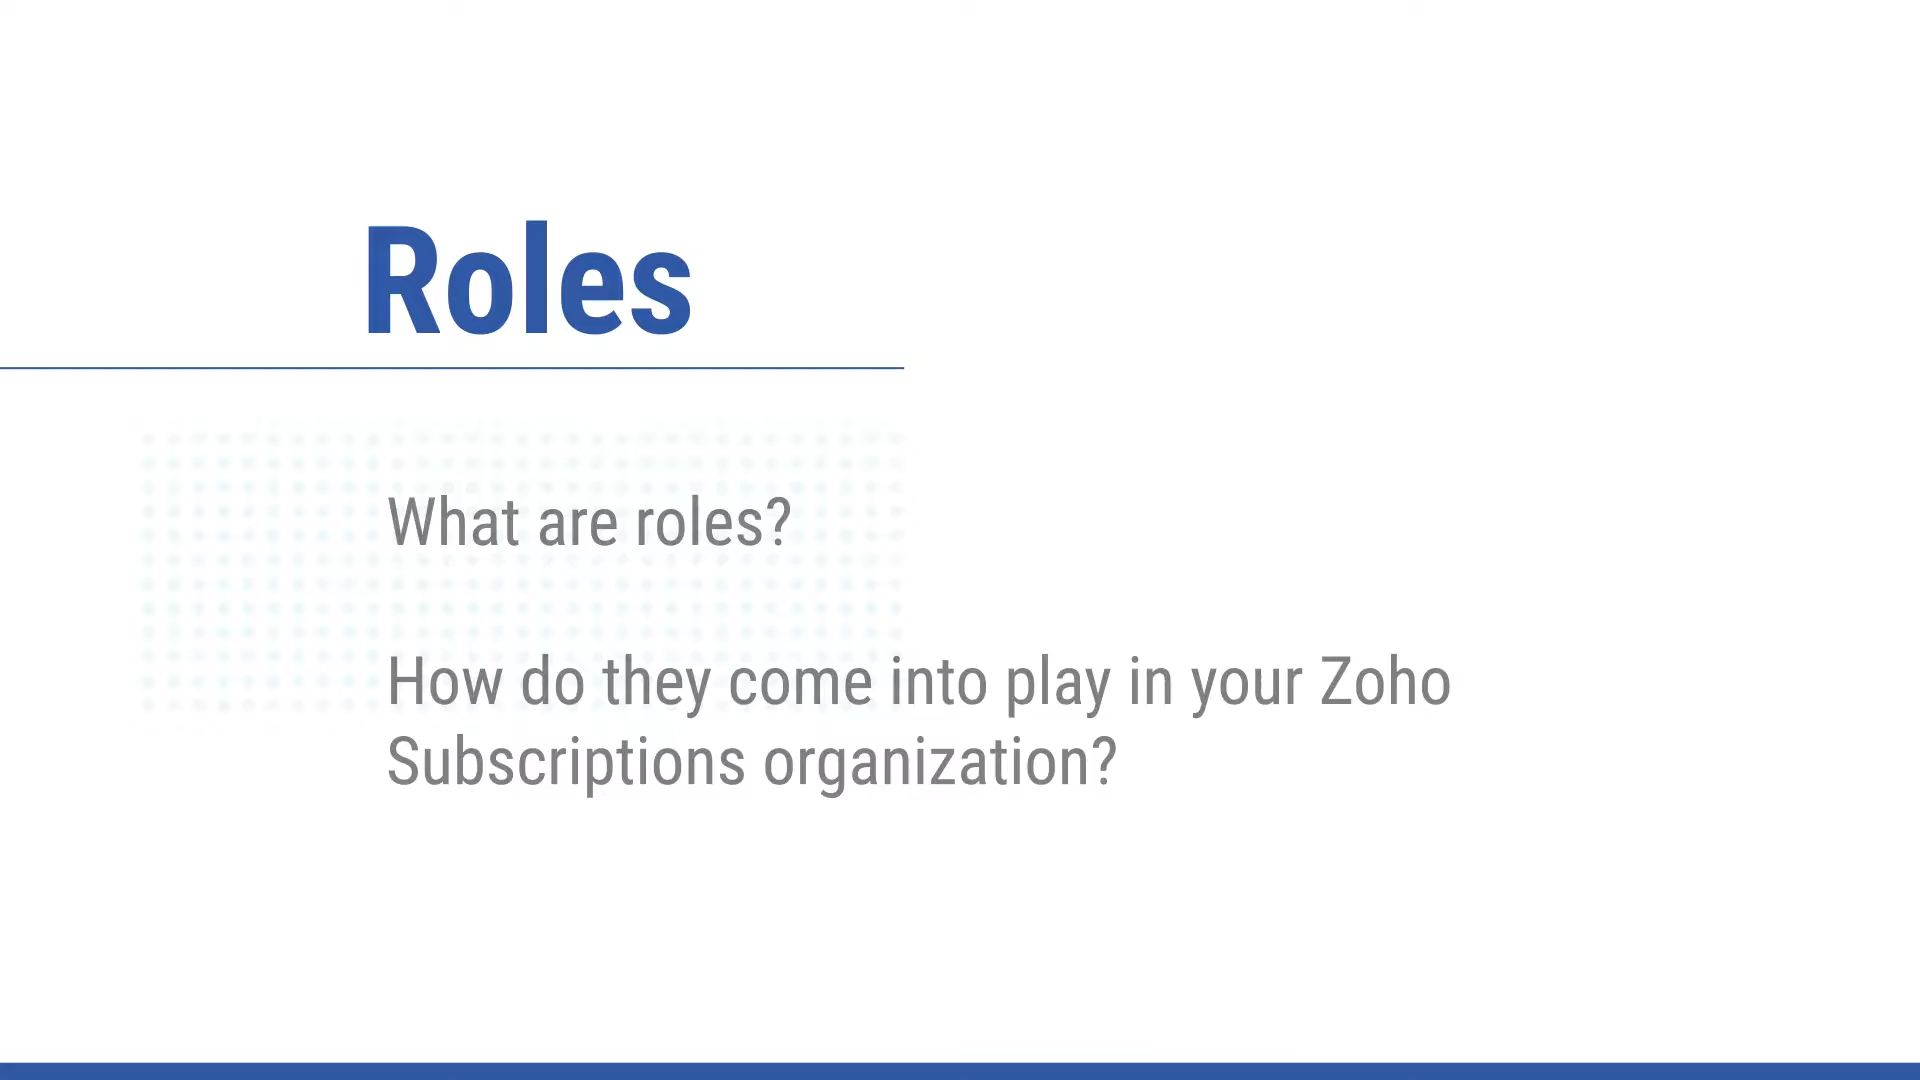 Roles
What are roles?
How do they come into play in your Zoho
Subscriptions organization?